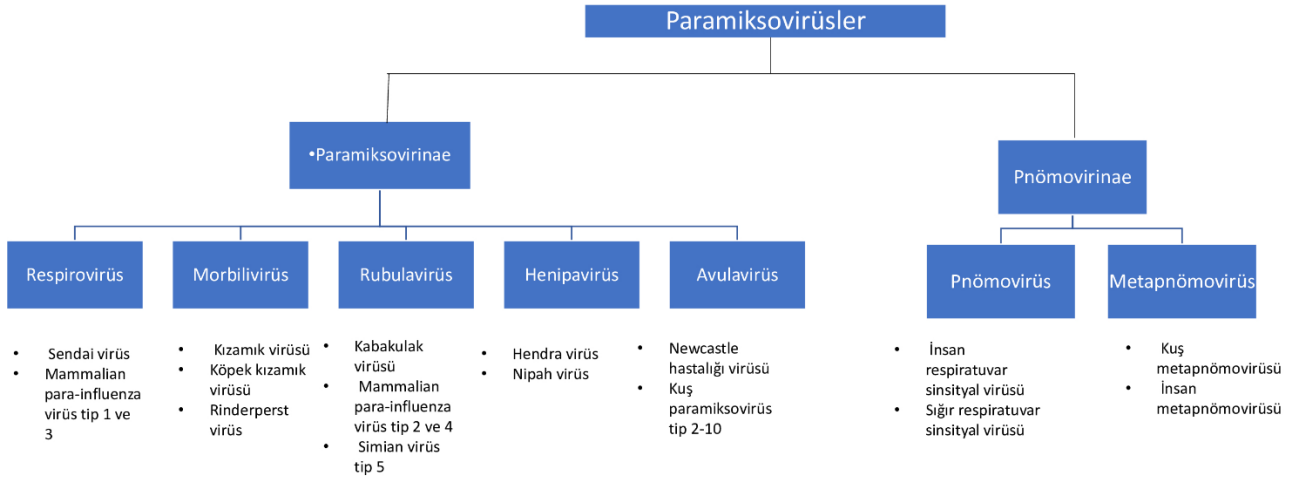 Paramiksovirüsler
•Paramiksovirinae
Pnömovirinae
Respirovirüs
Morbilivirüs
Rubulavirüs
Henipavirüs
Avulavirüs
Pnömovirüs
Metapnömovirüs
• Sendai virüs
• Mammalian
para-influenza
virüs tip 1 ve
3
• Kızamık virüsü
• Köpek kızamık
virüsü
• Rinderperst
virüs
• Kabakulak
virüsü
• Mammalian
para-influenza
virüs tip 2 ve 4
• Simian virüs
tip 5
• Hendra virüs
• Nipah virüs
• Newcastle
hastalığı virüsü
• Kuş
paramiksovirüs
tip 2-10
• İnsan
respiratuvar
sinsityal virüsü
• Sığır respiratuvar
sinsityal virüsü
• Kuş
metapnömovirüsü
• İnsan
metapnömovirüsü